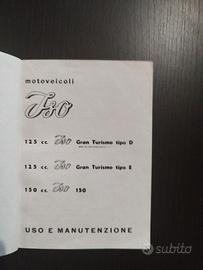 motoveicoli
Iso
125 cc. Iso Gran Turismo tipo D
125 cc. Iso Gran Turismo tipo E
150 cc. Iso 150
USO E MANUTENZIONE
subito